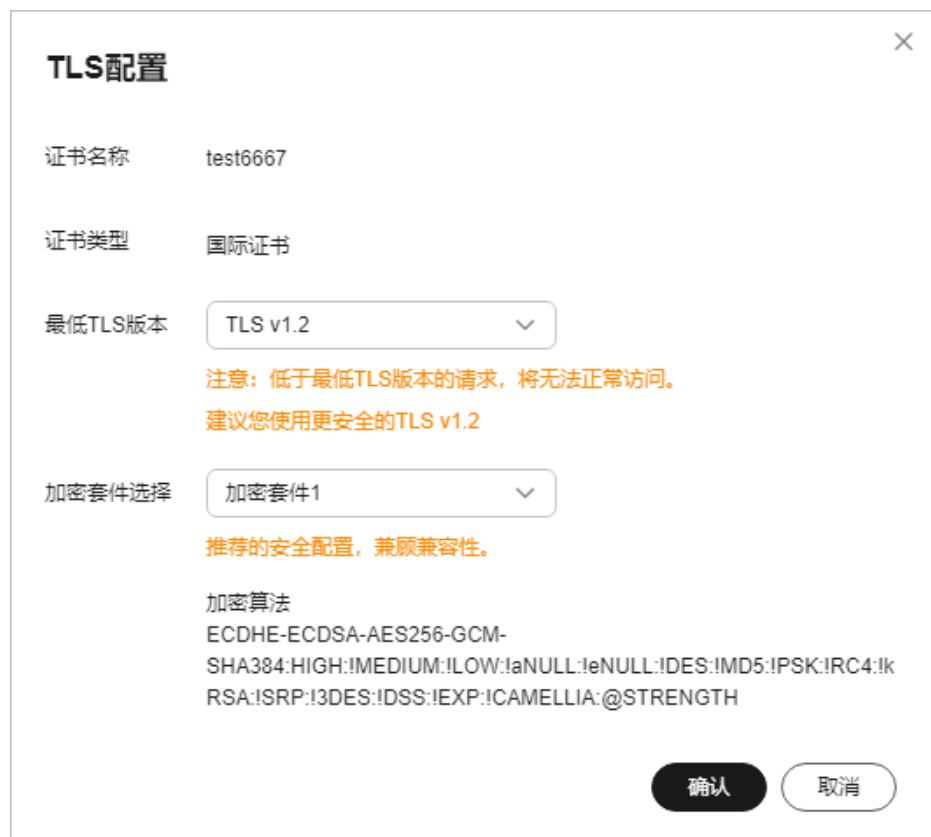 TLS配置
证书名称 test6667
证书类型 国际证书
最低TLS版本 TLS v1.2
注意：低于最低TLS版本的请求，将无法正常访问。
建议您使用更安全的TLS v1.2
加密套件选择 加密套件1
推荐的安全配置，兼顾兼容性。
加密算法
ECDHE-ECDSA-AES256-GCM-
SHA384:HIGH:!MEDIUM:!LOW:!aNULL:!eNULL:!DES:!MD5:!PSK:!RC4:!k
RSA:!SRP:!3DES:!DSS:!EXP:!CAMELLIA:@STRENGTH
确认 取消